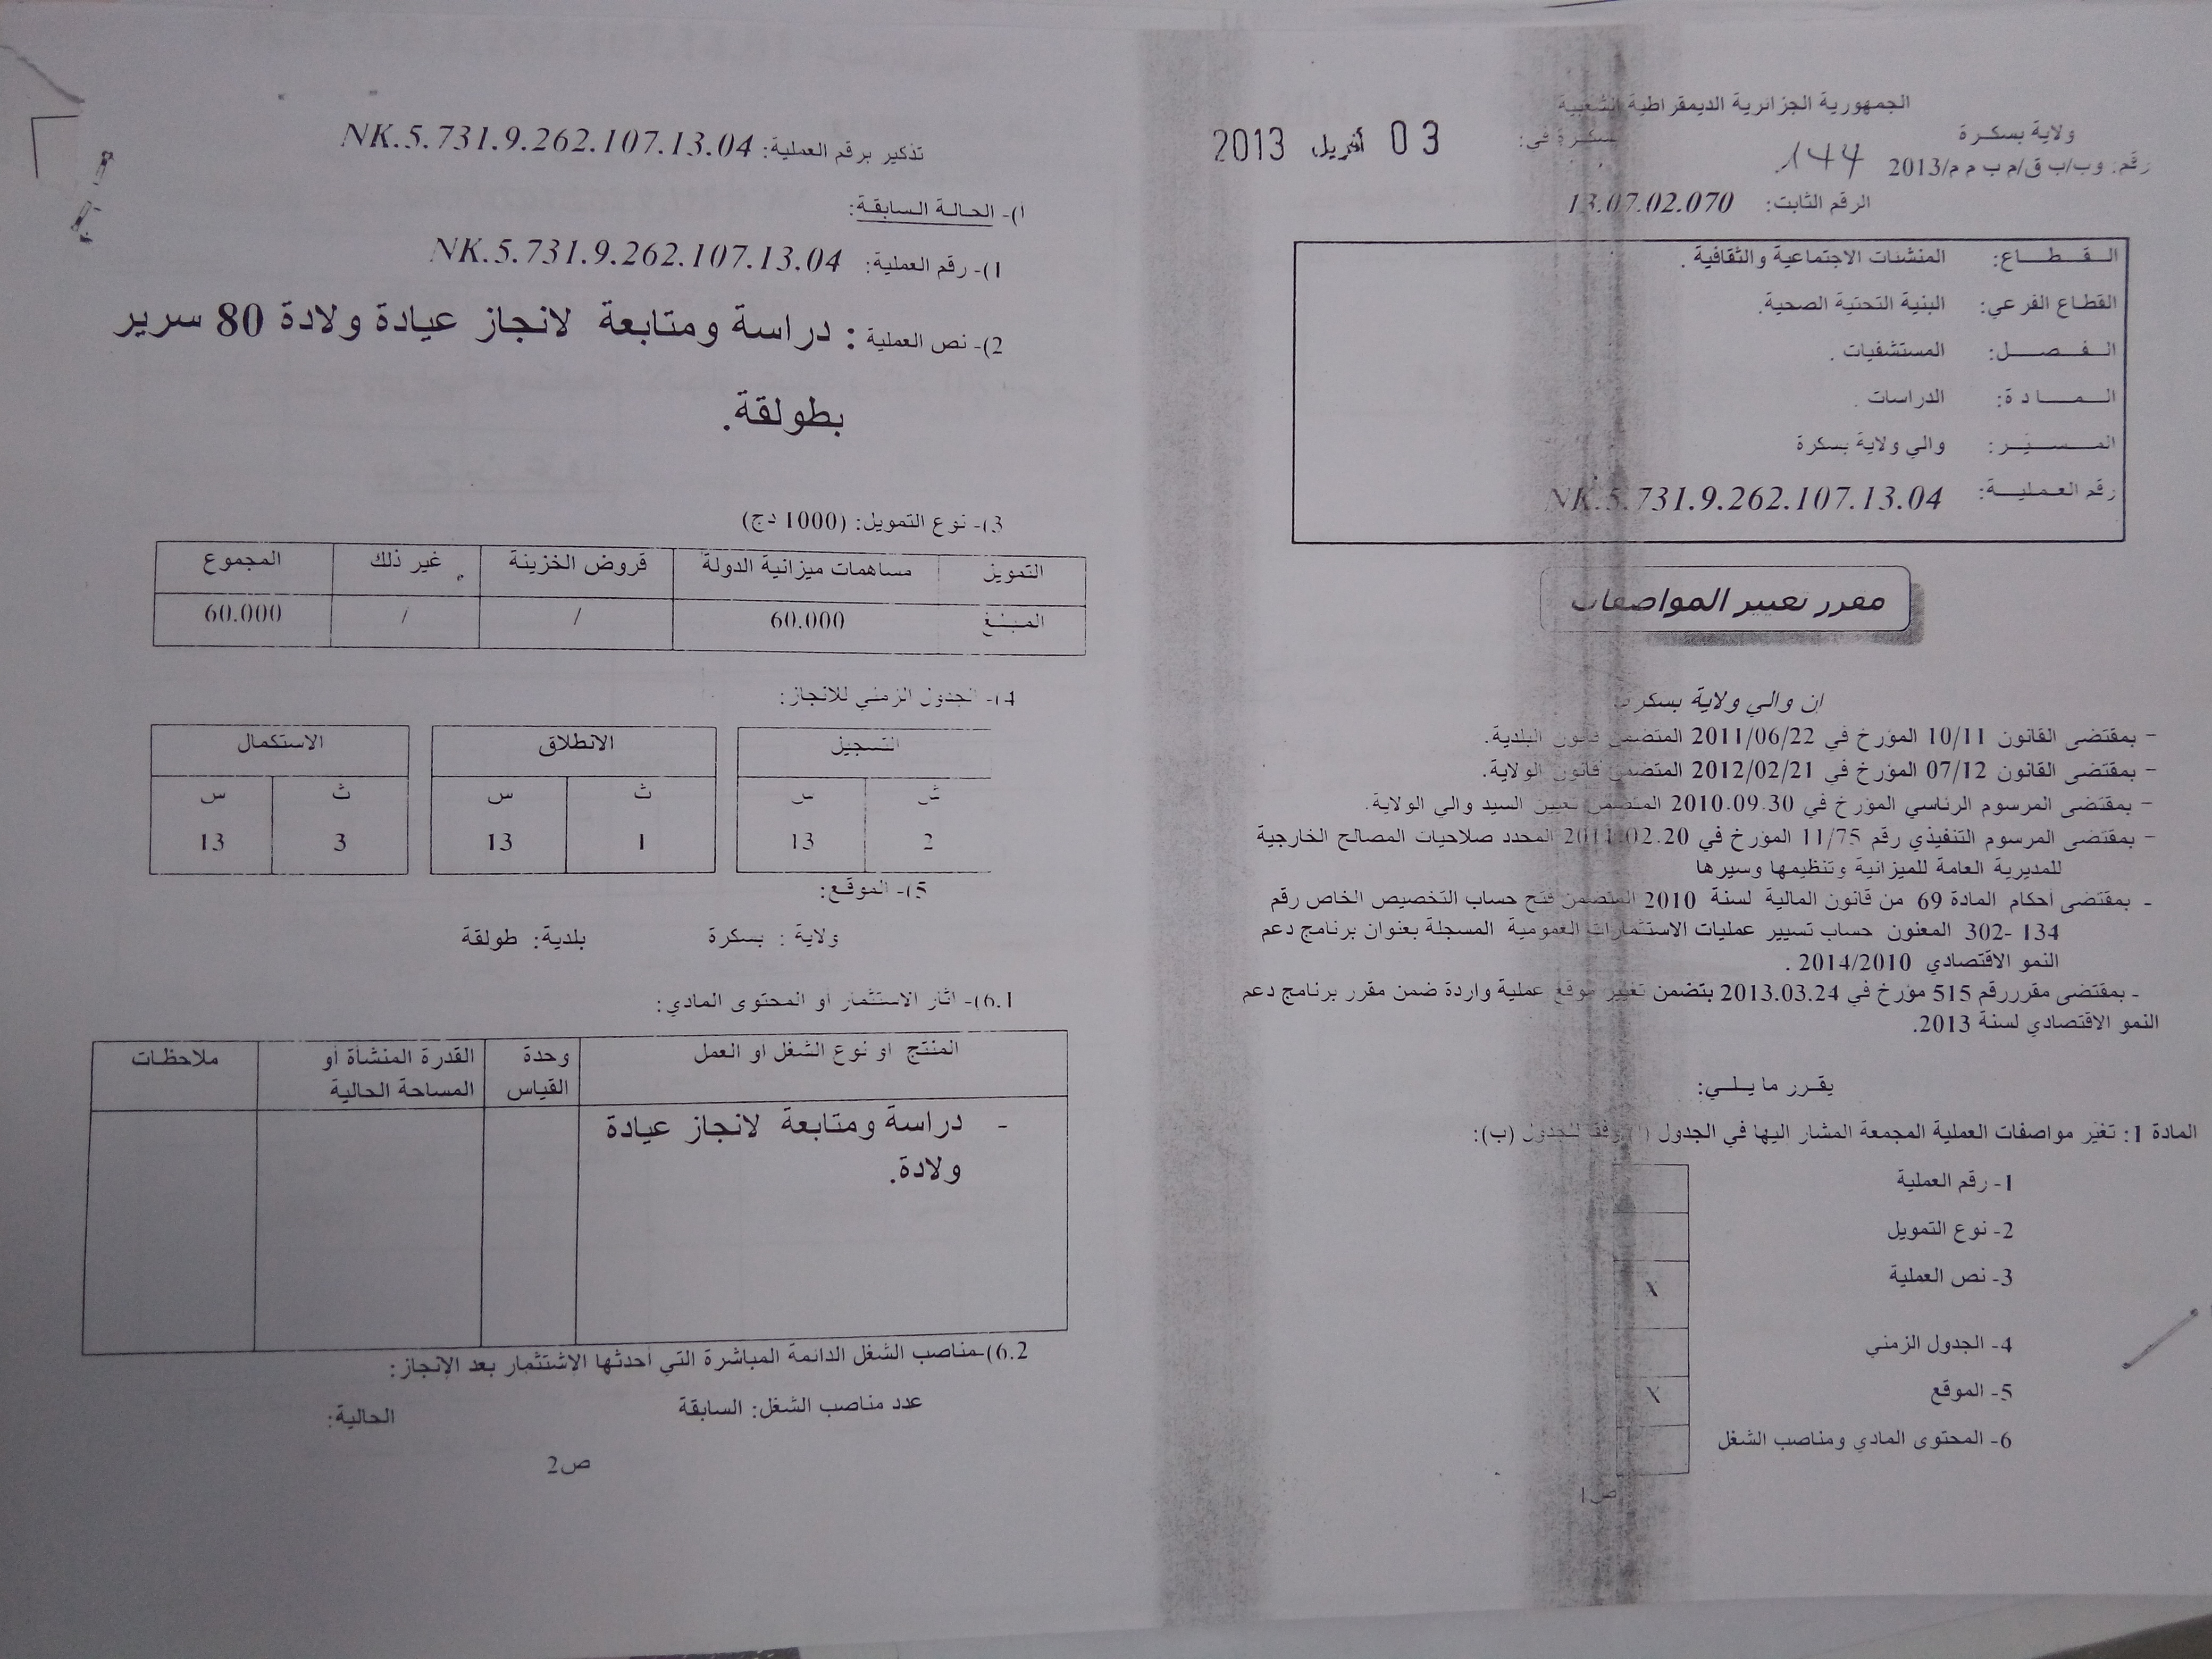 الجمهورية الجزائرية الديمقراطية الشعبية
ولاية بسكرة
بسكرة في: 03 أفريل 2013
رقم: و ب/ب ق/م ب م م/2013 144
الرقم الثابت: 13.07.02.070
القطاع: المنشئات الاجتماعية والثقافية .
القطاع الفرعي: البنية التحتية الصحية.
الفصل: المستشفيات .
المادة: الدراسات .
المسيّر: والي ولاية بسكرة
رقم العملية: NK.5.731.9.262.107.13.04
مقرر تغيير المواصفات
ان والي ولاية بسكرة
- بمقتضى القانون 10/11 المؤرخ في 2011/06/22 المتضمن قانون البلدية.
- بمقتضى القانون 07/12 المؤرخ في 2012/02/21 المتضمن قانون الولاية.
- بمقتضى المرسوم الرئاسي المؤرخ في 2010.09.30 المتضمن تعيين السيد والي الولاية.
- بمقتضى المرسوم التنفيذي رقم 11/75 المؤرخ في 2011.02.20 المحدد صلاحيات المصالح الخارجية
للمديرية العامة للميزانية وتنظيمها وسيرها
- بمقتضى أحكام المادة 69 من قانون المالية لسنة 2010 المتضمن فتح حساب التخصيص الخاص رقم
134 -302 المعنون حساب تسيير عمليات الاستثمارات العمومية المسجلة بعنوان برنامج دعم
النمو الاقتصادي 2014/2010 .
- بمقتضى مقرررقم 515 مؤرخ في 2013.03.24 بتضمن تغيير موقع عملية واردة ضمن مقرر برنامج دعم
النمو الاقتصادي لسنة 2013.
يقرر ما يلي:
المادة 1: تغيّر مواصفات العملية المجمعة المشار اليها في الجدول (أ) وفقا للجدول (ب):
1- رقم العملية
2- نوع التمويل
3- نص العملية X
4- الجدول الزمني
5- الموقع X
6- المحتوى المادي ومناصب الشغل
ص1
تذكير برقم العملية: NK.5.731.9.262.107.13.04
ا)- الحالة السابقة:
1)- رقم العملية: NK.5.731.9.262.107.13.04
2)- نص العملية : دراسة ومتابعة لانجاز عيادة ولادة 80 سرير
بطولقة.
3)- نوع التمويل: (1000 دج)
التمويل مساهمات ميزانية الدولة قروض الخزينة غير ذلك المجموع
المبلغ 60.000 / / 60.000
4)- الجدول الزمني للانجاز:
التسجيل الانطلاق الاستكمال
ش س ث س ث س
2 13 1 13 3 13
5)- الموقع:
ولاية : بسكرة بلدية: طولقة
6.1)- اثار الاستثمار أو المحتوى المادي:
المنتج او نوع الشغل او العمل وحدة القدرة المنشأة أو ملاحظات
القياس المساحة الحالية
- دراسة ومتابعة لانجاز عيادة
ولادة.
6.2)-مناصب الشغل الدائمة المباشرة التي احدثها الاشتثمار بعد الإنجاز:
عدد مناصب الشغل: السابقة الحالية:
ص2